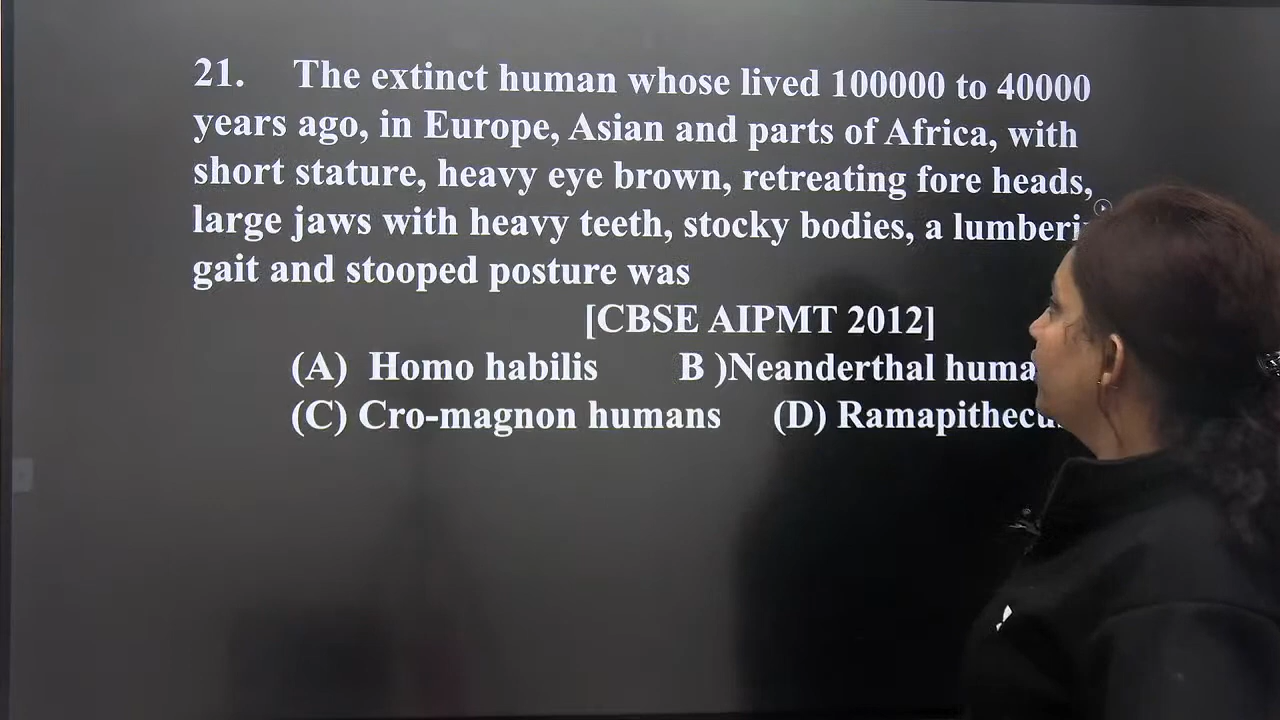 21. The extinct human whose lived 100000 to 40000
years ago, in Europe, Asian and parts of Africa, with
short stature, heavy eye brown, retreating fore heads,
large jaws with heavy teeth, stocky bodies, a
gait and stooped posture was
[CBSE AIPMT 2012]
(A) Homo habilis B )Neanderthal
(C) Cro-magnon humans (D)